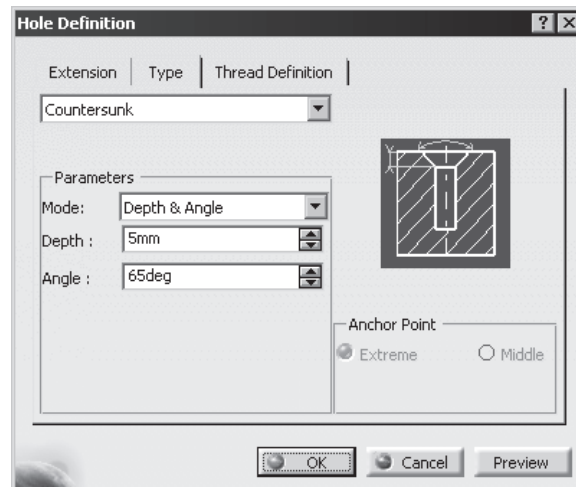 Hole Definition
Extension Type Thread Definition
Countersunk
Parameters
Mode: Depth & Angle
Depth : 5mm
Angle : 65deg
Anchor Point
Extreme Middle
OK Cancel Preview